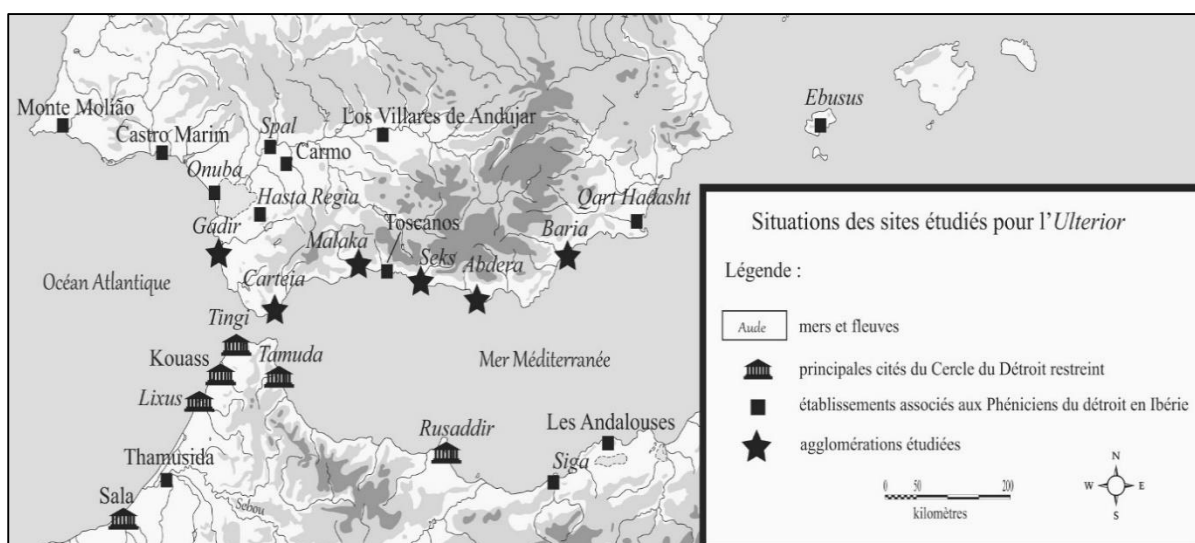 Ebusus
Monte Molião
Los Villares de Andújar
Spal
Castro Marim
Carmo
Onuba
Hasta Regia
Qart Hadasht
Toscanos
Gadir
Malaka
Baria
Seks
Abdera
Océan Atlantique
Carteia
Tingi
Kouass
Tamuda
Mer Méditerranée
Lixus
Rusaddir
Les Andalouses
Thamusida
Siga
Sala
Sebou
Situations des sites étudiés pour l'Ulterior
Légende :
Aude
mers et fleuves
principales cités du Cercle du Détroit restreint
établissements associés aux Phéniciens du détroit en Ibérie
agglomérations étudiées
0 50 200
kilomètres
N
W E
S